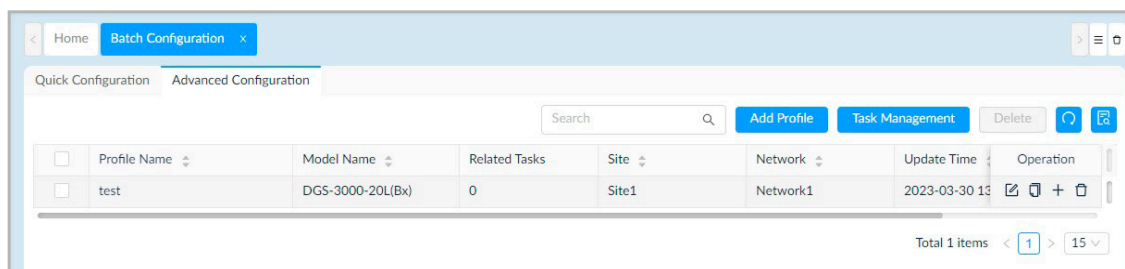 Home Batch Configuration x
Quick Configuration Advanced Configuration
Search Add Profile Task Management Delete
Profile Name Model Name Related Tasks Site Network Update Time Operation
test DGS-3000-20L(Bx) 0 Site1 Network1 2023-03-30 13
Total 1 items < 1 > 15